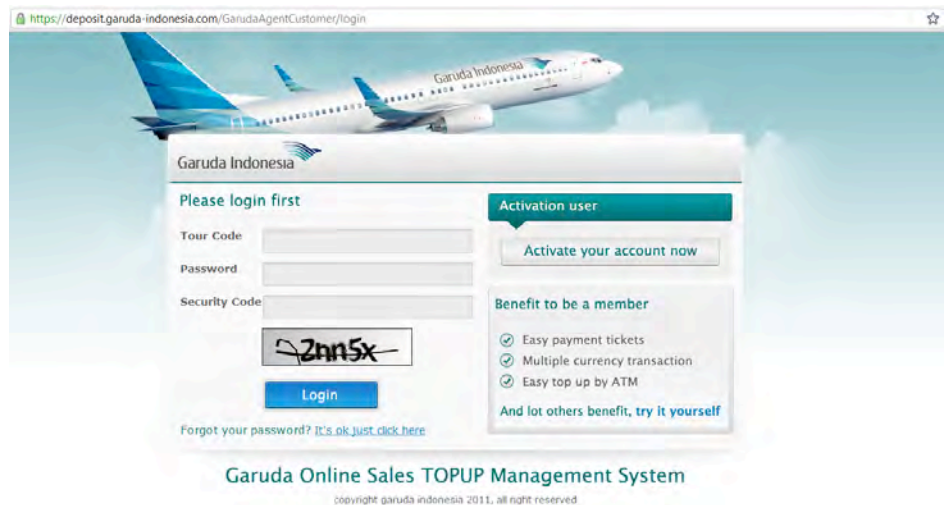 https://deposit.garuda-indonesia.com/GarudaAgentCustomer/login
Garuda Indonesia
Garuda Indonesia
Please login first
Tour Code
Password
Security Code
2nn5x
Login
Forgot your password? It's ok just click here
Activation user
Activate your account now
Benefit to be a member
Easy payment tickets
Multiple currency transaction
Easy top up by ATM
And lot others benefit, try it yourself
Garuda Online Sales TOPUP Management System
copyright garuda indonesia 2011, all right reserved